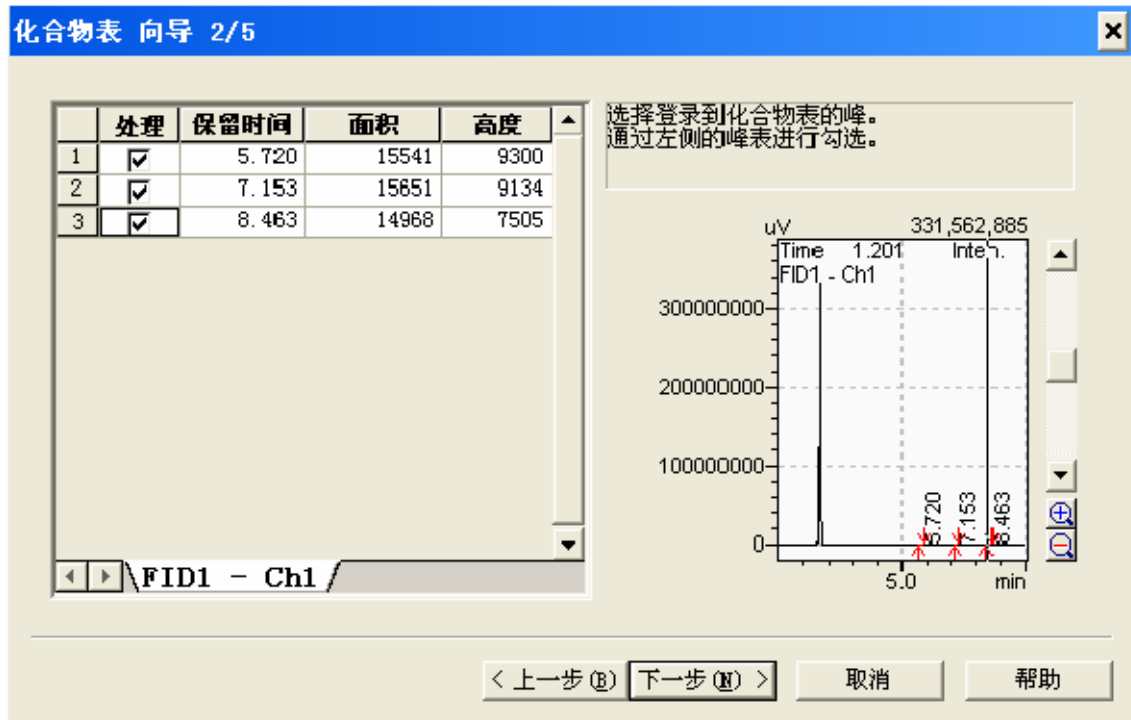 化合物表 向导 2/5
处理 保留时间 面积 高度
1 5.720 15541 9300
2 7.153 15651 9134
3 8.463 14968 7505
FID1 - Ch1
选择登录到化合物表的峰。
通过左侧的峰表进行勾选。
uV 331,562,885
Time 1.201 Inten.
FID1 - Ch1
300000000
200000000
100000000
0
5.720 7.153 8.463
5.0 min
< 上一步(B) 下一步(N) > 取消 帮助